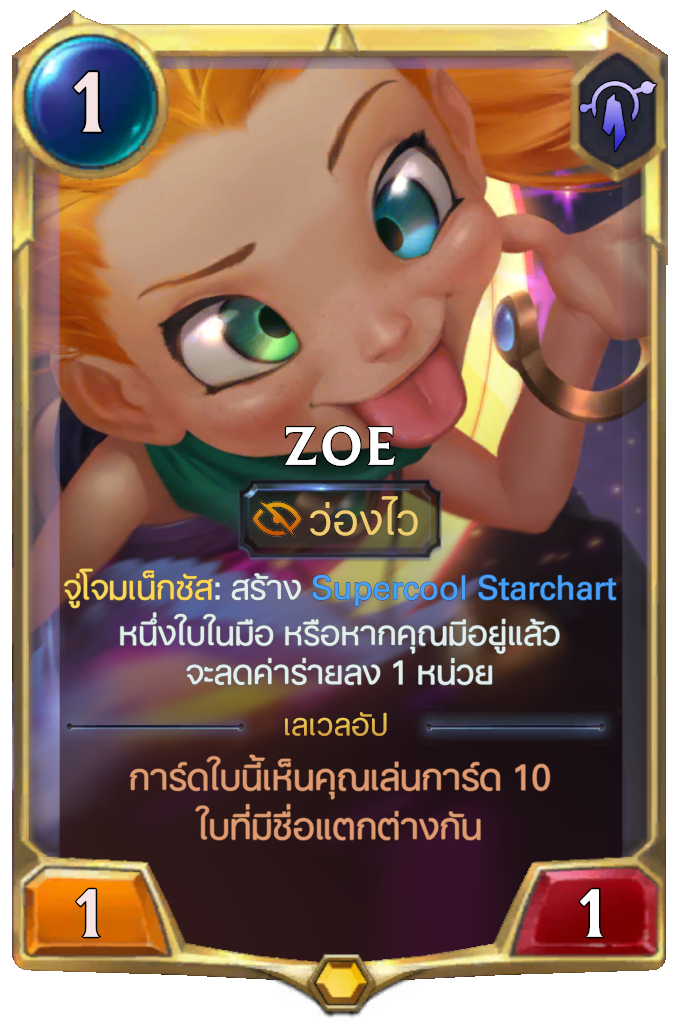 1
ZOE
ว่องไว
จู่โจมเน็กซัส: สร้าง Supercool Starchart
หนึ่งใบในมือ หรือหากคุณมีอยู่แล้ว
จะลดค่าร่ายลง 1 หน่วย
เลเวลอัป
การ์ดใบนี้เห็นคุณเล่นการ์ด 10
ใบที่มีชื่อแตกต่างกัน
1
1